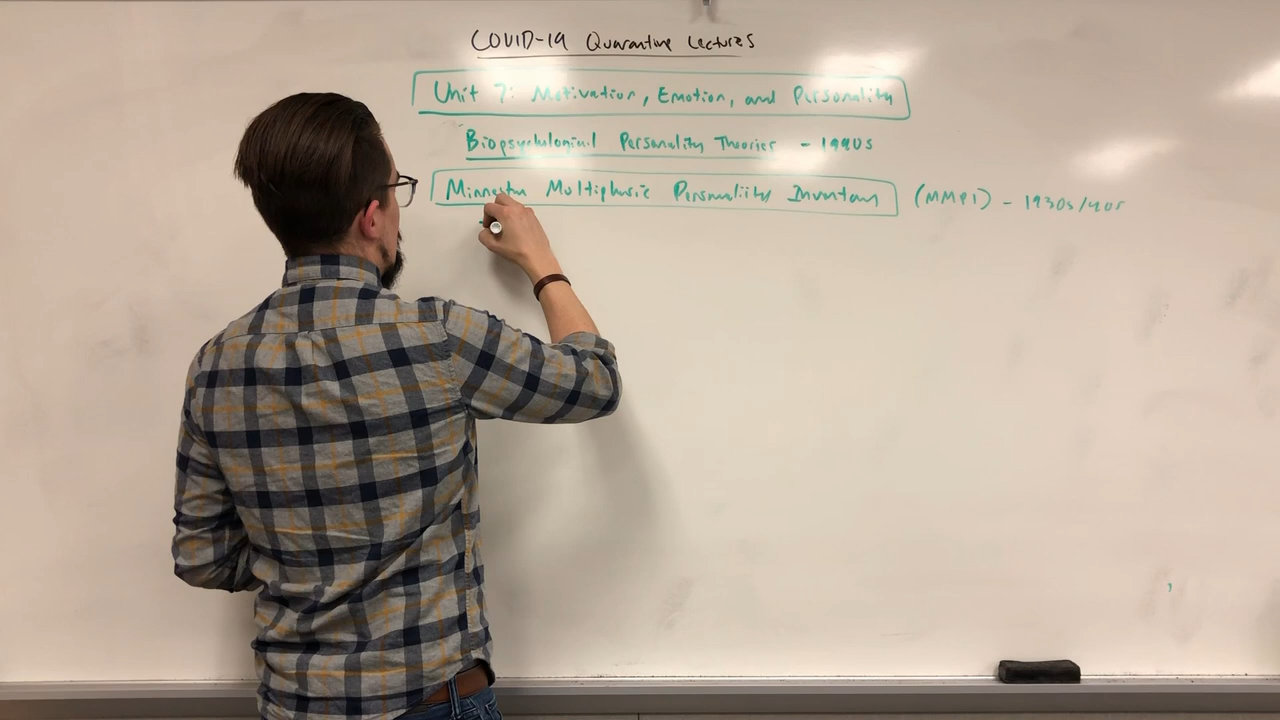 COVID-19 Quarantine Lectures
Unit 7: Motivation, Emotion, and Personality
Biopsychological Personality Theories - 1990s
Minnesota Multiphasic Personality Inventory (MMPI) - 1930s/40s